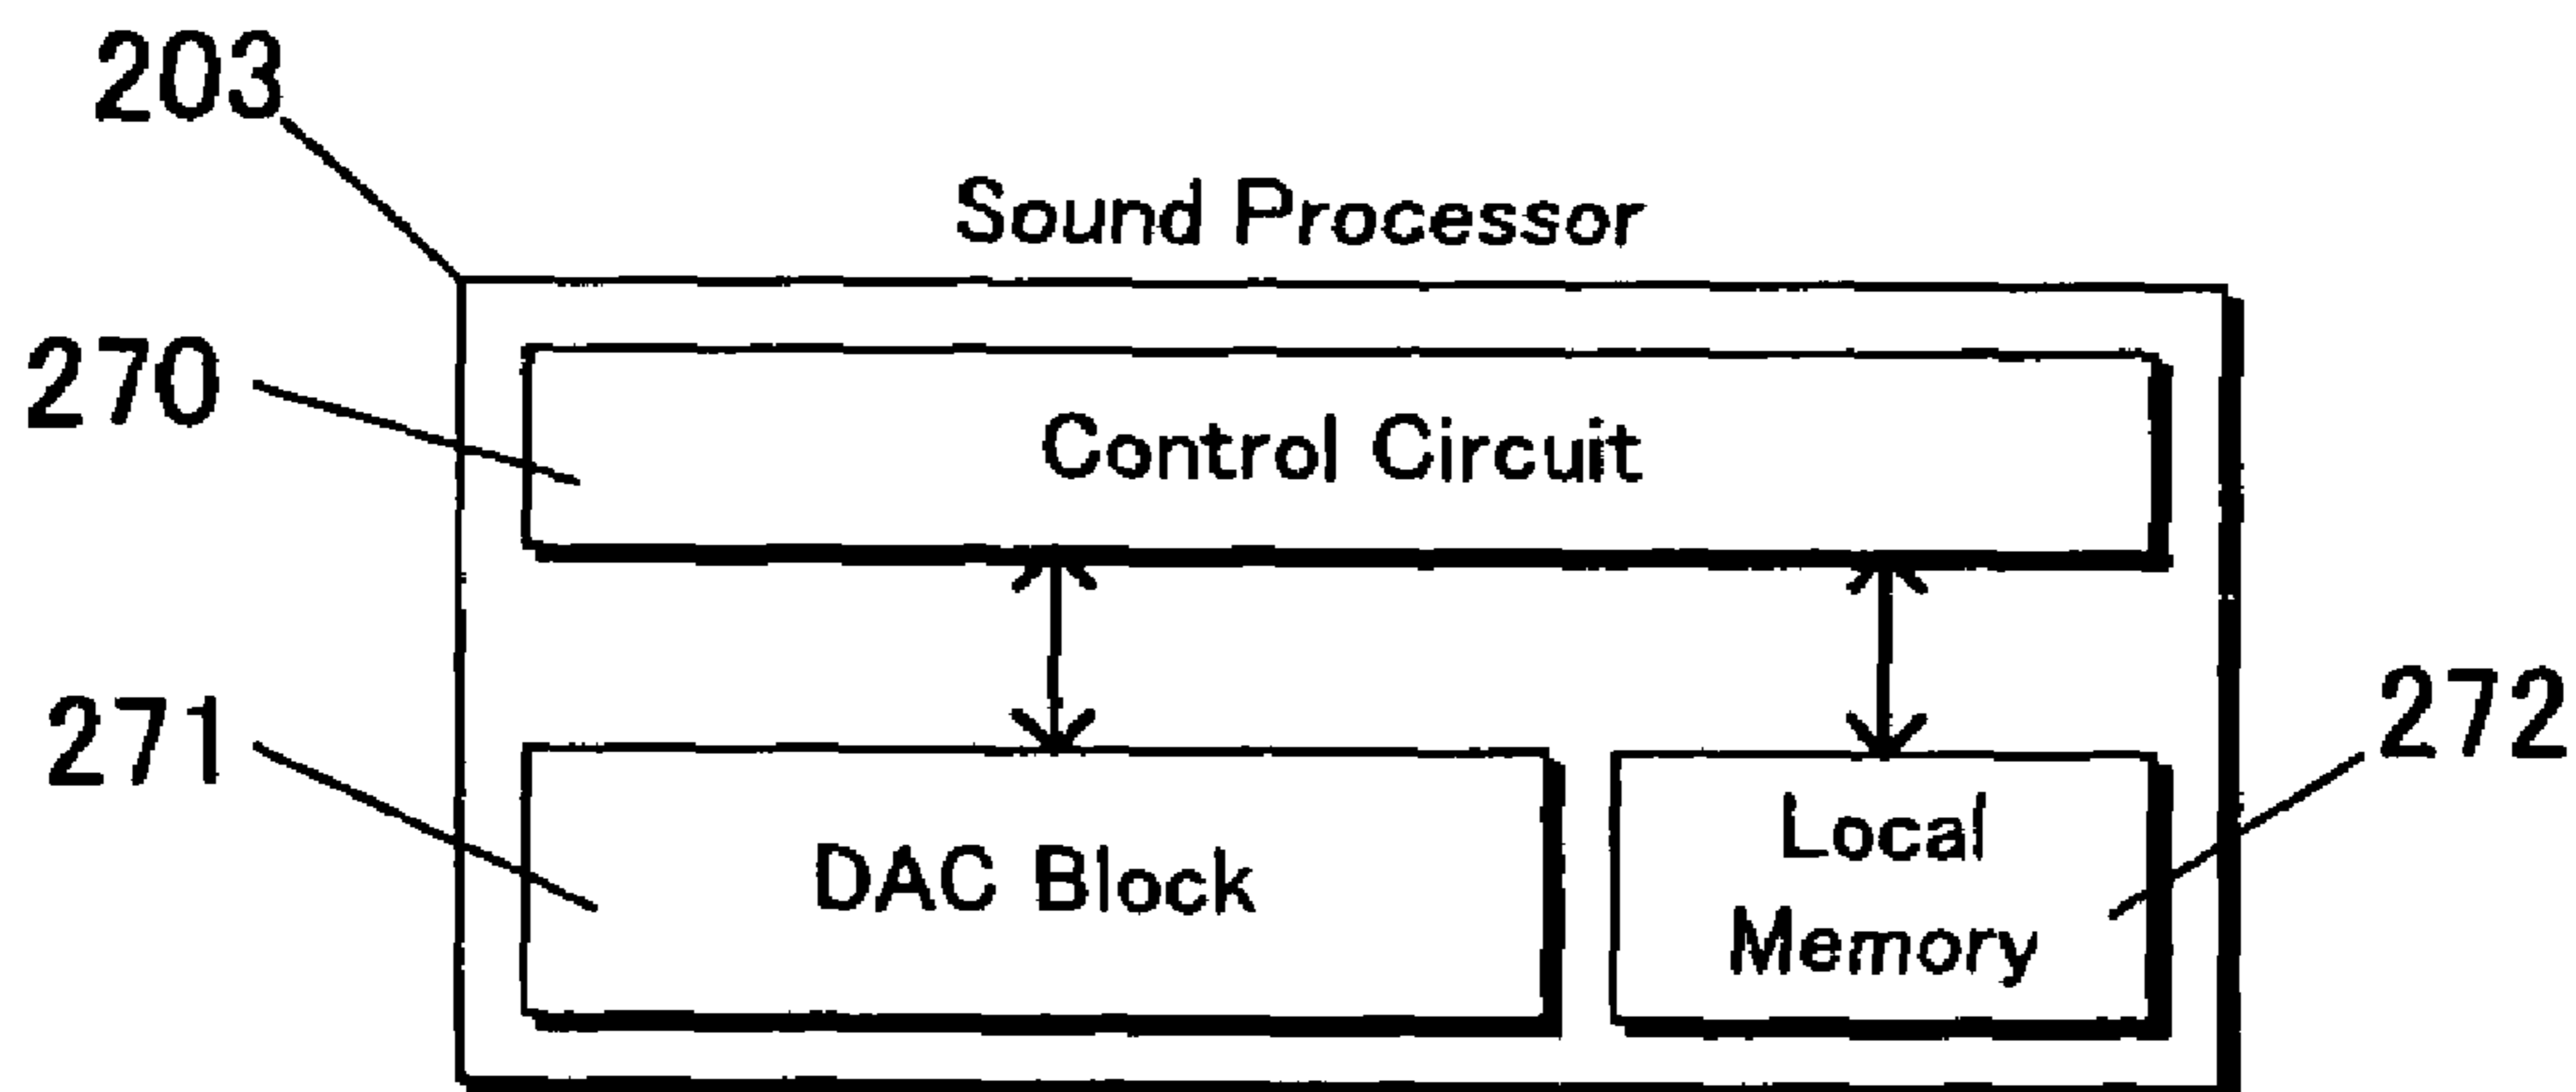 203
Sound Processor
270
Control Circuit
271
DAC Block
Local
Memory
272